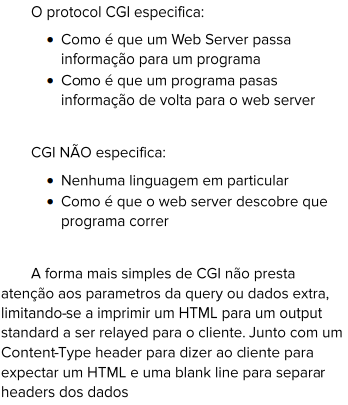 O protocol CGI especifica:
• Como é que um Web Server passa
informação para um programa
• Como é que um programa pasas
informação de volta para o web server
CGI NÃO especifica:
• Nenhuma linguagem em particular
• Como é que o web server descobre que
programa correr
A forma mais simples de CGI não presta
atenção aos parametros da query ou dados extra,
limitando-se a imprimir um HTML para um output
standard a ser relayed para o cliente. Junto com um
Content-Type header para dizer ao cliente para
expectar um HTML e uma blank line para separar
headers dos dados